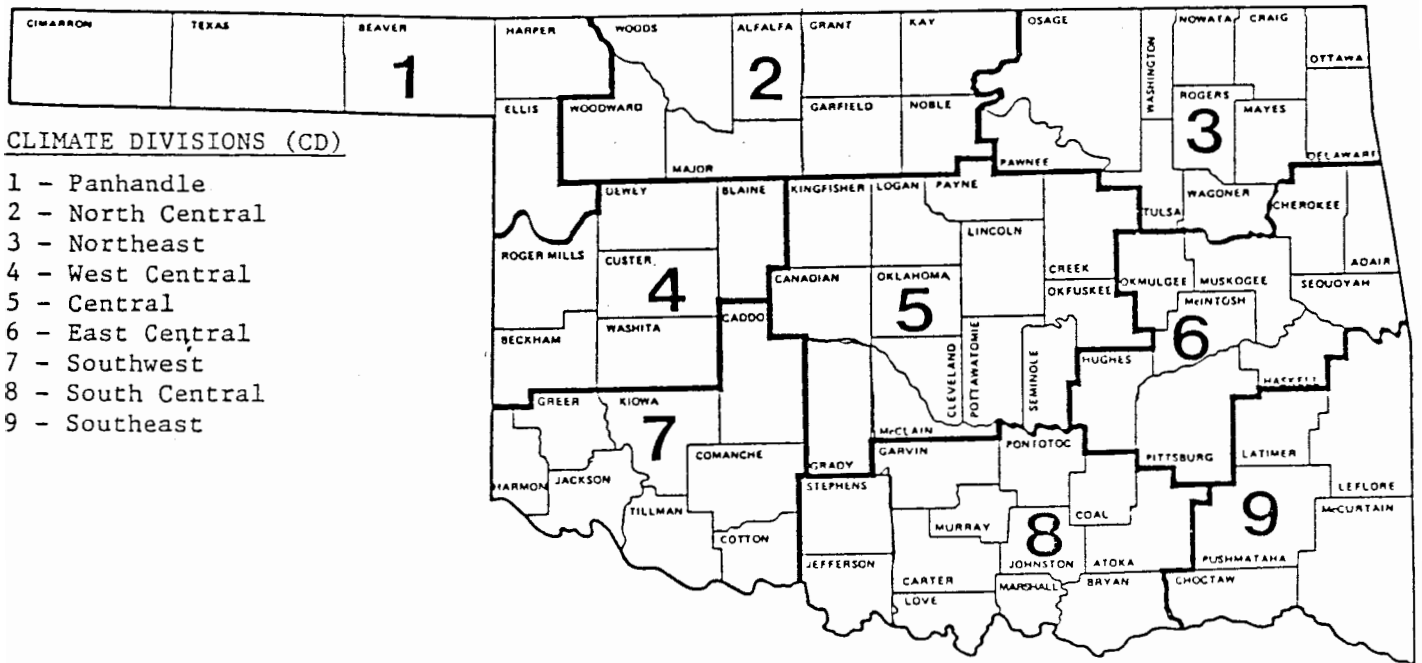 CIMARRON
TEXAS
BEAVER
HARPER
WOODS
ALFALFA
GRANT
KAY
OSAGE
NOWATA
CRAIG
OTTAWA
1
2
3
ELLIS
WOODWARD
MAJOR
GARFIELD
NOBLE
PAWNEE
WASHINGTON
ROGERS
MAYES
DELAWARE
CLIMATE DIVISIONS (CD)
1 - Panhandle
2 - North Central
3 - Northeast
4 - West Central
5 - Central
6 - East Central
7 - Southwest
8 - South Central
9 - Southeast
DEWEY
BLAINE
KINGFISHER
LOGAN
PAYNE
TULSA
WAGONER
CHEROKEE
ROGER MILLS
CUSTER
4
CANADIAN
OKLAHOMA
5
LINCOLN
CREEK
OKFUSKEE
OKMULGEE
MUSKOGEE
McINTOSH
6
ADAIR
SEQUOYAH
BECKHAM
WASHITA
CADDO
CLEVELAND
POTTAWATOMIE
SEMINOLE
HUGHES
HASKELL
GREER
KIOWA
7
COMANCHE
McCLAIN
GRADY
GARVIN
PONTOTOC
PITTSBURG
LATIMER
LEFLORE
HARMON
JACKSON
TILLMAN
COTTON
STEPHENS
MURRAY
8
COAL
9
McCURTAIN
JEFFERSON
CARTER
JOHNSTON
ATOKA
PUSHMATAHA
LOVE
MARSHALL
BRYAN
CHOCTAW